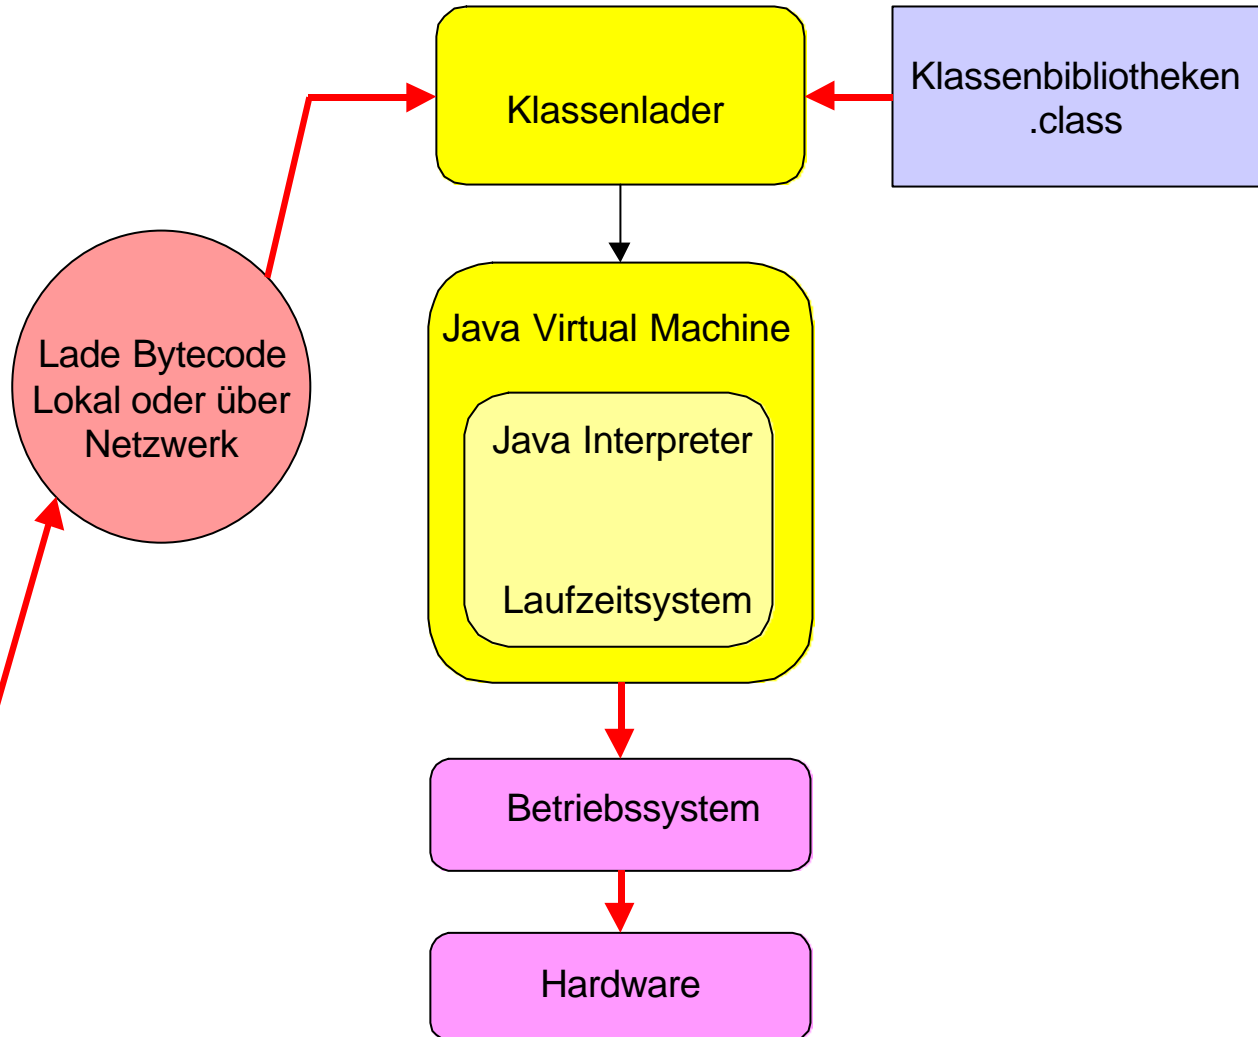 Klassenlader
Klassenbibliotheken
.class
Lade Bytecode
Lokal oder über
Netzwerk
Java Virtual Machine
Java Interpreter
Laufzeitsystem
Betriebssystem
Hardware